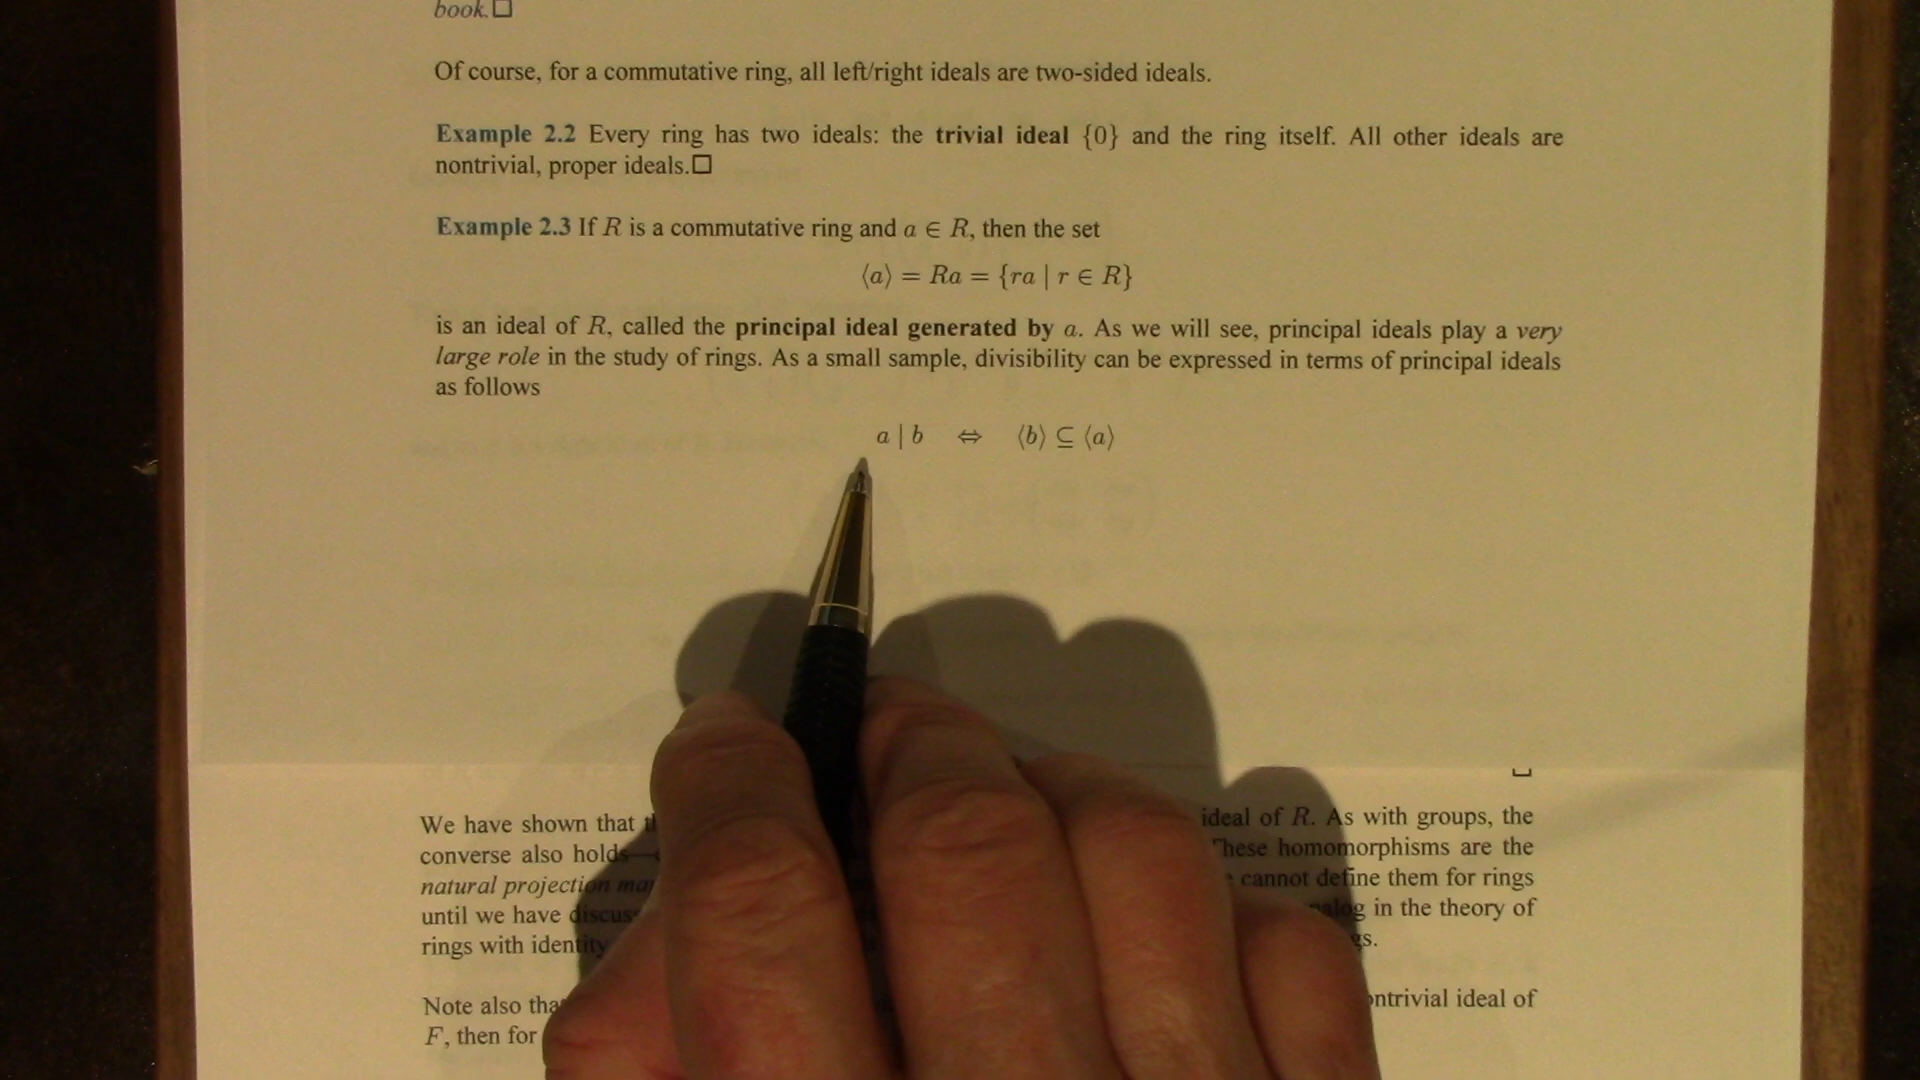 book.□
Of course, for a commutative ring, all left/right ideals are two-sided ideals.
Example 2.2 Every ring has two ideals: the trivial ideal {0} and the ring itself. All other ideals are
nontrivial, proper ideals.□
Example 2.3 If R is a commutative ring and a ∈ R, then the set
⟨a⟩ = Ra = {ra | r ∈ R}
is an ideal of R, called the principal ideal generated by a. As we will see, principal ideals play a very
large role in the study of rings. As a small sample, divisibility can be expressed in terms of principal ideals
as follows
a | b ⇔ ⟨b⟩ ⊆ ⟨a⟩
We have shown that ideal of R. As with groups, the
converse also holds— These homomorphisms are the
natural projection cannot define them for rings
until we have in the theory of
rings with identity
Note also ideal of
F, then for